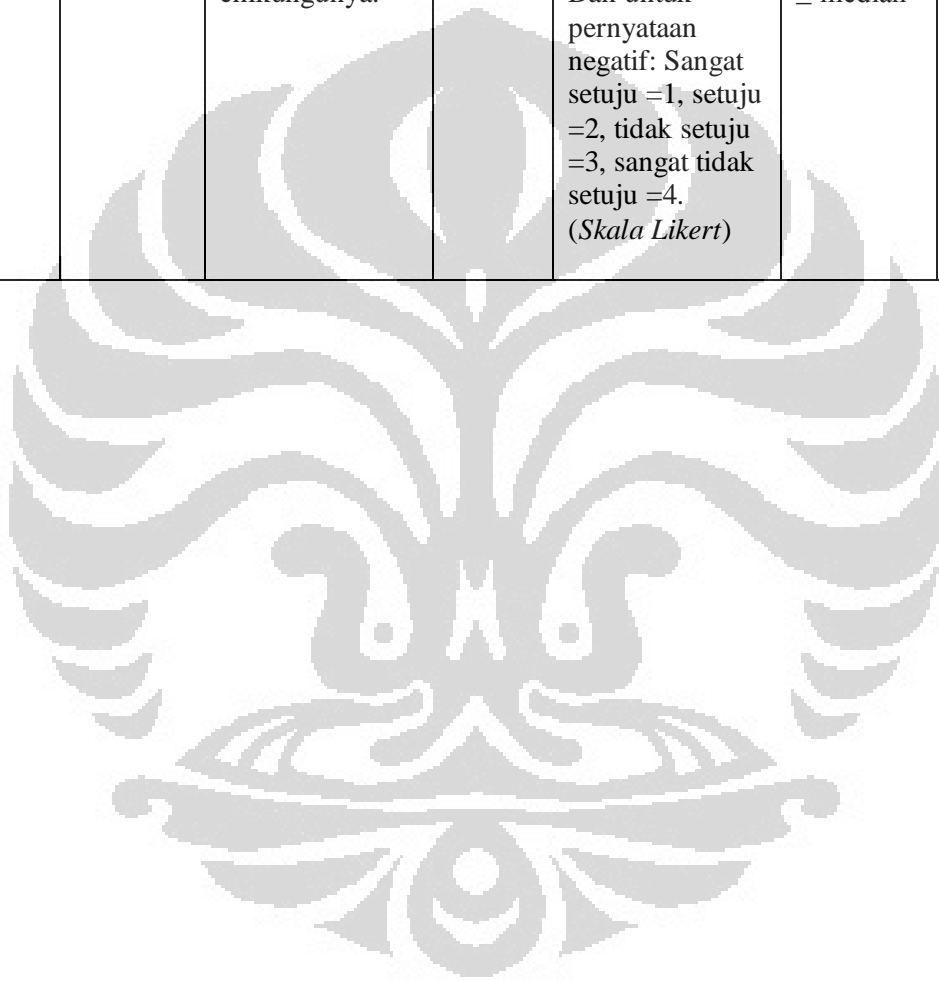 chikungunya.
Dan untuk
pernyataan
negatif: Sangat
setuju =1, setuju
=2, tidak setuju
=3, sangat tidak
setuju =4.
(Skala Likert)
median